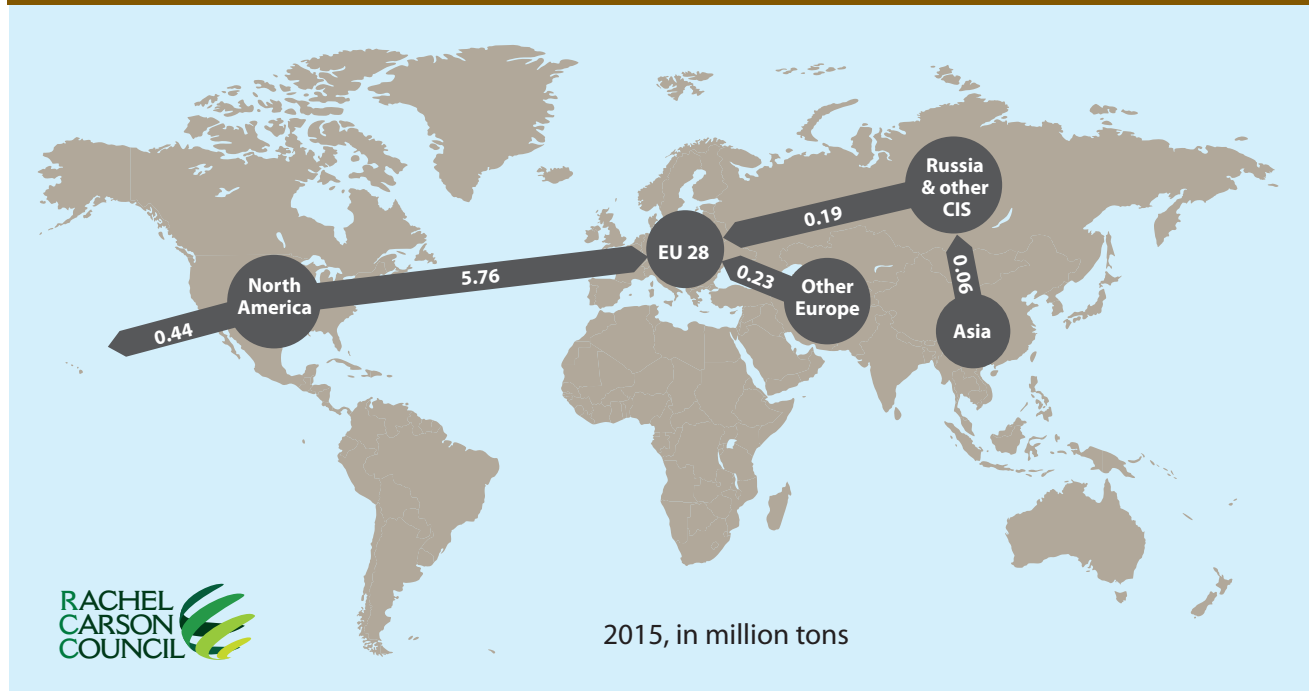 Russia
& other
CIS
0.19
EU 28
5.76
0.23
Other
Europe
0.06
Asia
North
America
0.44
RACHEL
CARSON
COUNCIL
2015, in million tons